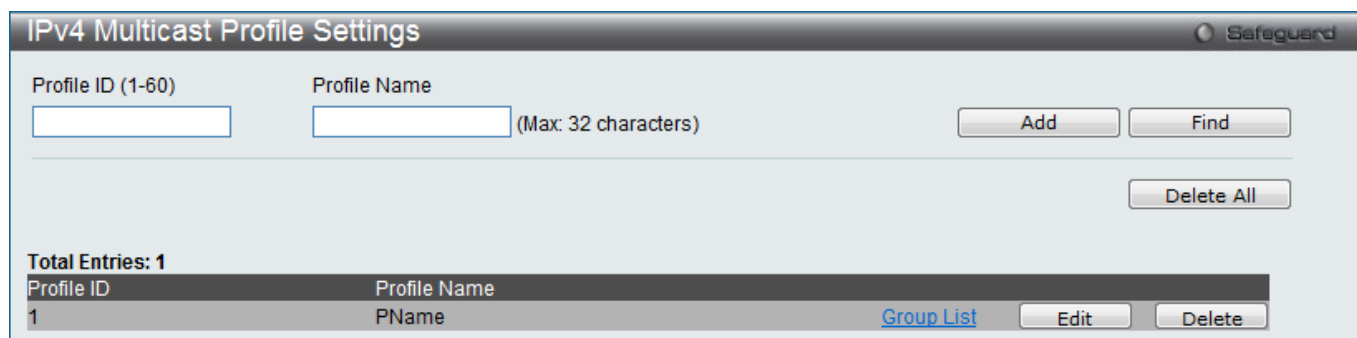 IPv4 Multicast Profile Settings
Safeguard
Profile ID (1-60) Profile Name
(Max: 32 characters) Add Find
Delete All
Total Entries: 1
Profile ID Profile Name
1 PName Group List Edit Delete